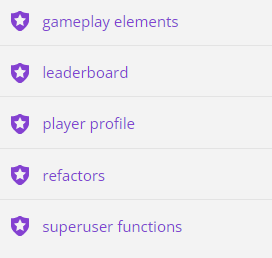 gameplay elements
leaderboard
player profile
refactors
superuser functions